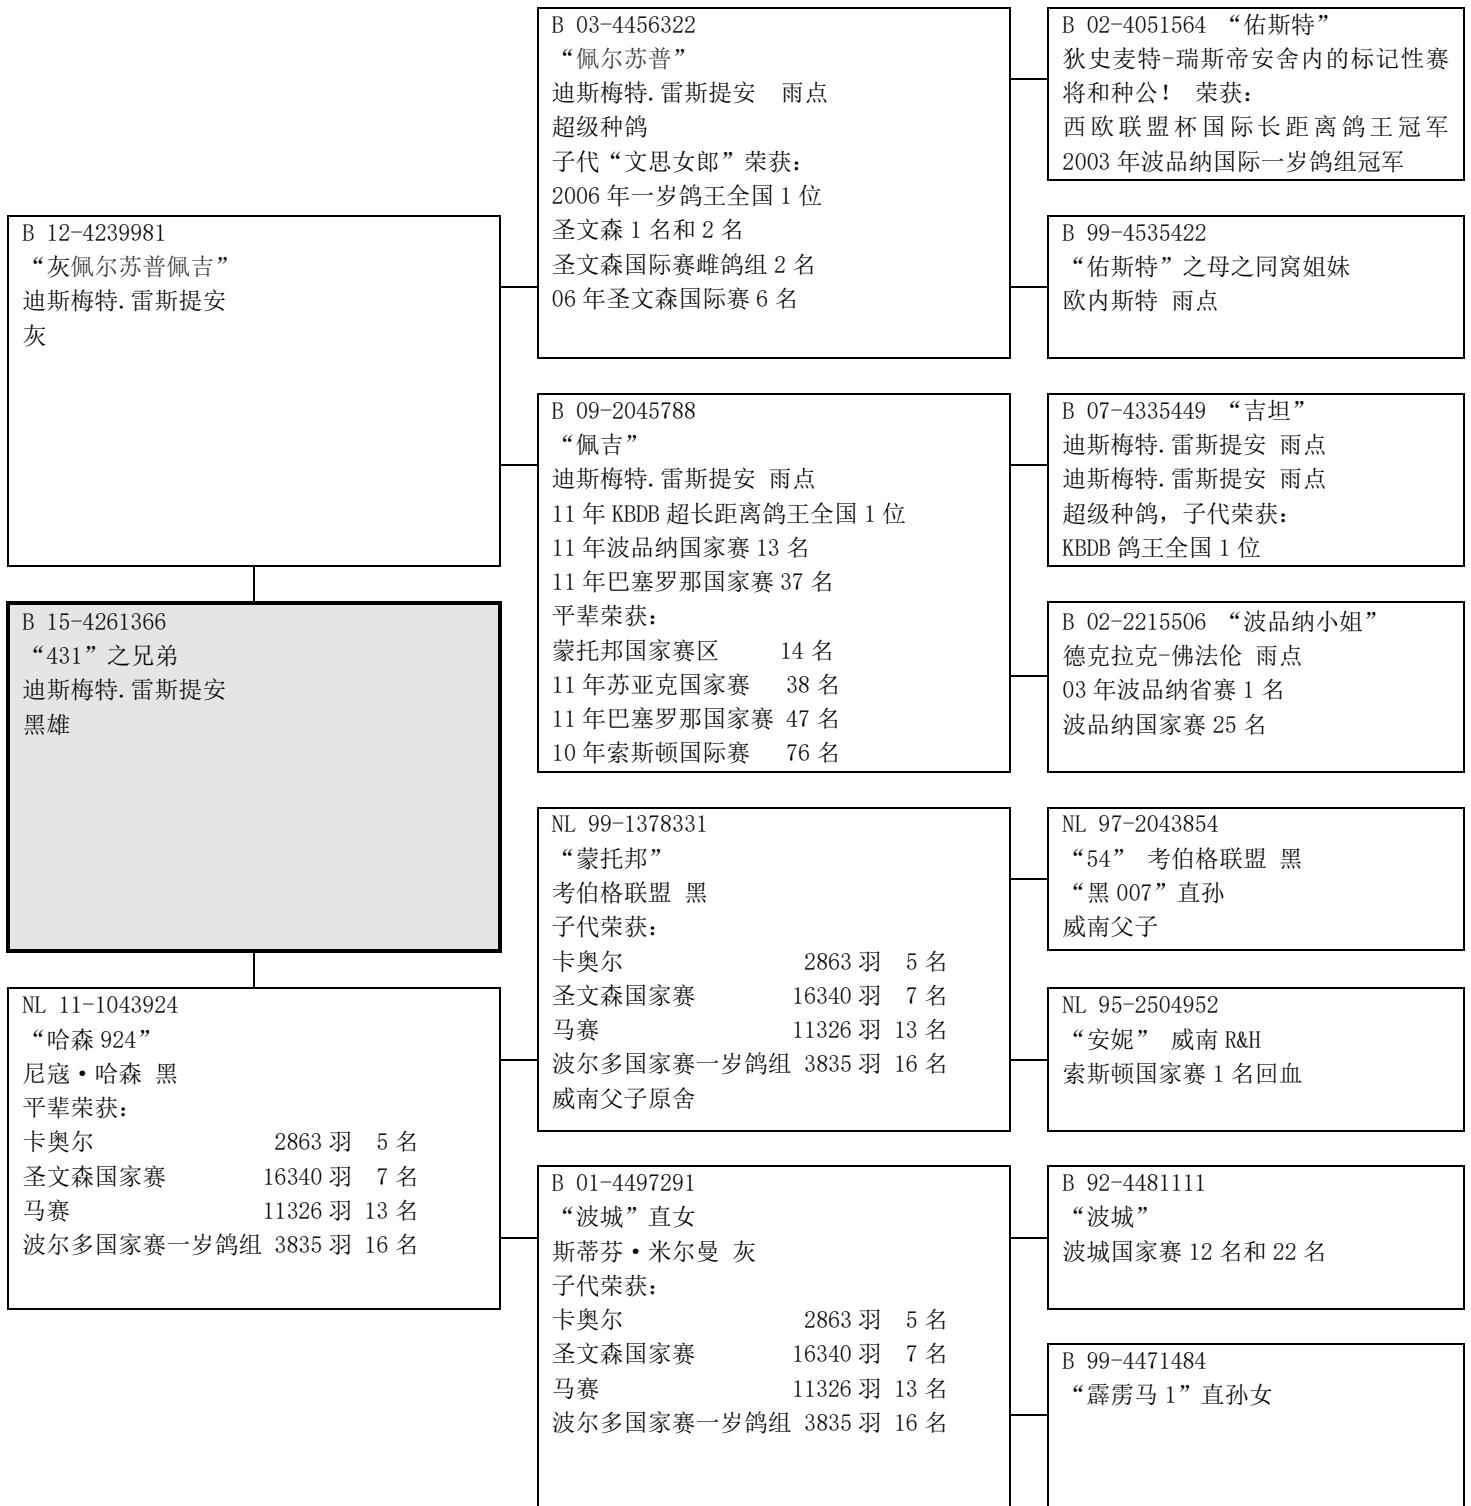 B 12-4239981
“灰佩尔苏普佩吉”
迪斯梅特.雷斯提安
灰
B 15-4261366
“431”之兄弟
迪斯梅特.雷斯提安
黑雄
NL 11-1043924
“哈森 924”
尼寇·哈森 黑
平辈荣获：
卡奥尔 2863 羽 5 名
圣文森国家赛 16340 羽 7 名
马赛 11326 羽 13 名
波尔多国家赛一岁鸽组 3835 羽 16 名
B 03-4456322
“佩尔苏普”
迪斯梅特.雷斯提安 雨点
超级种鸽
子代“文思女郎”荣获：
2006 年一岁鸽王全国 1 位
圣文森 1 名和 2 名
圣文森国际赛雌鸽组 2 名
06 年圣文森国际赛 6 名
B 09-2045788
“佩吉”
迪斯梅特.雷斯提安 雨点
11 年 KBDB 超长距离鸽王全国 1 位
11 年波品纳国家赛 13 名
11 年巴塞罗那国家赛 37 名
平辈荣获：
蒙托邦国家赛区 14 名
11 年苏亚克国家赛 38 名
11 年巴塞罗那国家赛 47 名
10 年索斯顿国际赛 76 名
NL 99-1378331
“蒙托邦”
考伯格联盟 黑
子代荣获：
卡奥尔 2863 羽 5 名
圣文森国家赛 16340 羽 7 名
马赛 11326 羽 13 名
波尔多国家赛一岁鸽组 3835 羽 16 名
威南父子原舍
B 01-4497291
“波城”直女
斯蒂芬·米尔曼 灰
子代荣获：
卡奥尔 2863 羽 5 名
圣文森国家赛 16340 羽 7 名
马赛 11326 羽 13 名
波尔多国家赛一岁鸽组 3835 羽 16 名
B 02-4051564 “佑斯特”
狄史麦特-瑞斯帝安舍内的标记性赛
将和种公！ 荣获：
西欧联盟杯国际长距离鸽王冠军
2003 年波品纳国际一岁鸽组冠军
B 99-4535422
“佑斯特”之母之同窝姐妹
欧内斯特 雨点
B 07-4335449 “吉坦”
迪斯梅特.雷斯提安 雨点
迪斯梅特.雷斯提安 雨点
超级种鸽，子代荣获：
KBDB 鸽王全国 1 位
B 02-2215506 “波品纳小姐”
德克拉克-佛法伦 雨点
03 年波品纳省赛 1 名
波品纳国家赛 25 名
NL 97-2043854
“54” 考伯格联盟 黑
“黑 007”直孙
威南父子
NL 95-2504952
“安妮” 威南 R&H
索斯顿国家赛 1 名回血
B 92-4481111
“波城”
波城国家赛 12 名和 22 名
B 99-4471484
“霹雳马 1”直孙女